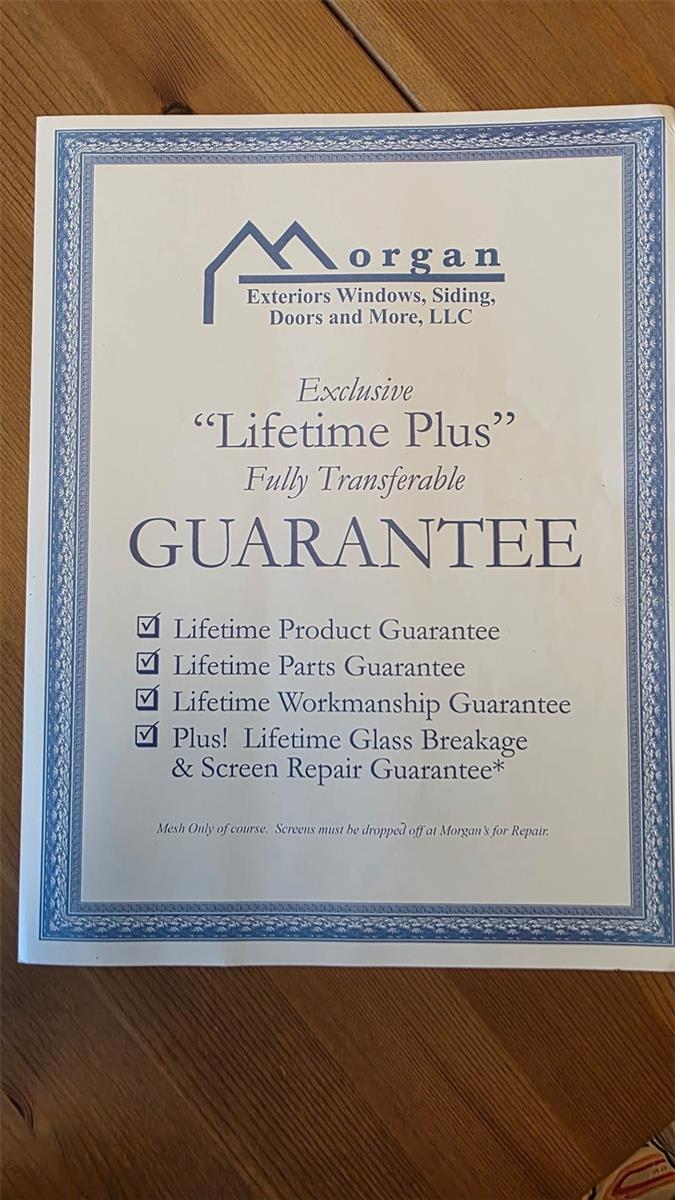 Morgan
Exteriors Windows, Siding,
Doors and More, LLC
Exclusive
“Lifetime Plus”
Fully Transferable
GUARANTEE
Lifetime Product Guarantee
Lifetime Parts Guarantee
Lifetime Workmanship Guarantee
Plus! Lifetime Glass Breakage
& Screen Repair Guarantee*
Mesh Only of course. Screens must be dropped off at Morgan's for Repair.